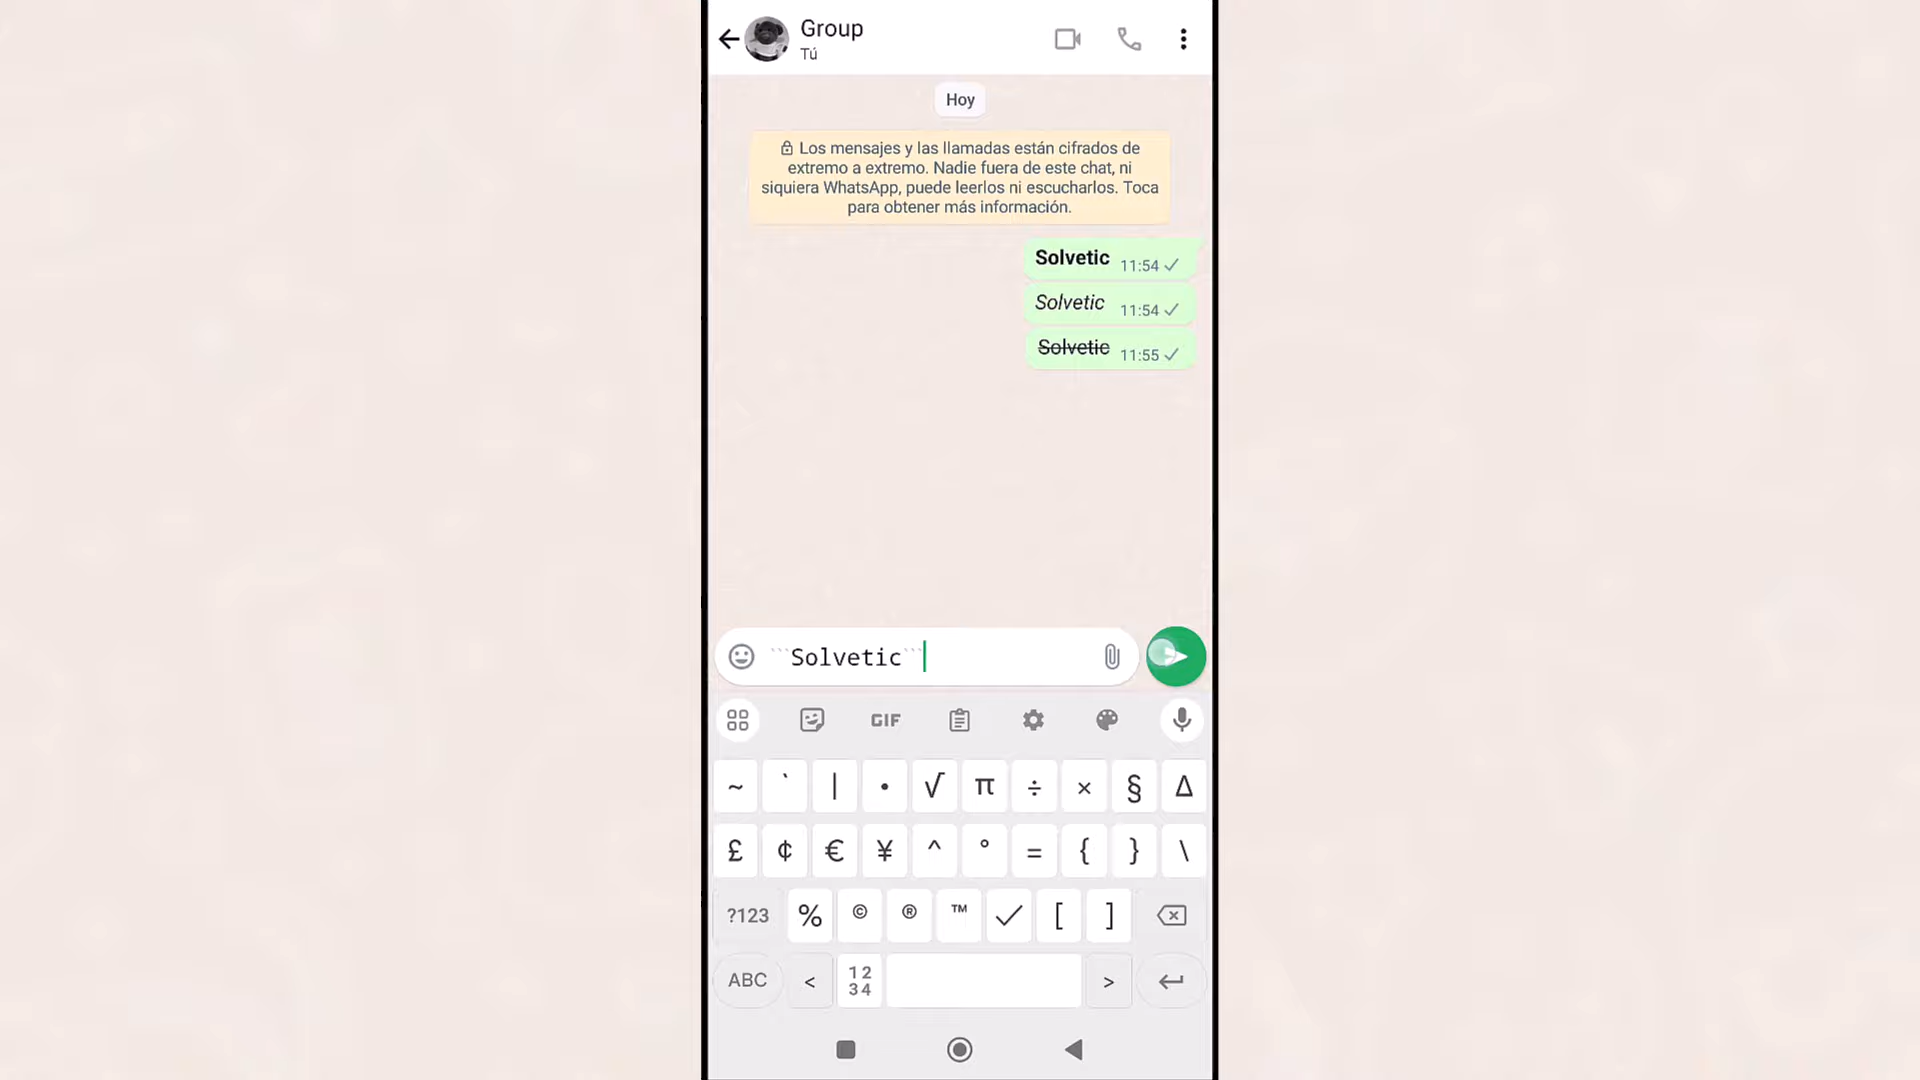 Group
Tú
Hoy
Los mensajes y las llamadas están cifrados de
extremo a extremo. Nadie fuera de este chat, ni
siquiera WhatsApp, puede leerlos ni escucharlos. Toca
para obtener más información.
Solvetic 11:54
Solvetic 11:54
Solvetic 11:55
```Solvetic```
GIF
~ ` | • √ π ÷ × § Δ
£ ¢ € ¥ ^ ° = { } \
?123 % © ® ™ ✓ [ ]
ABC < 12 >
34